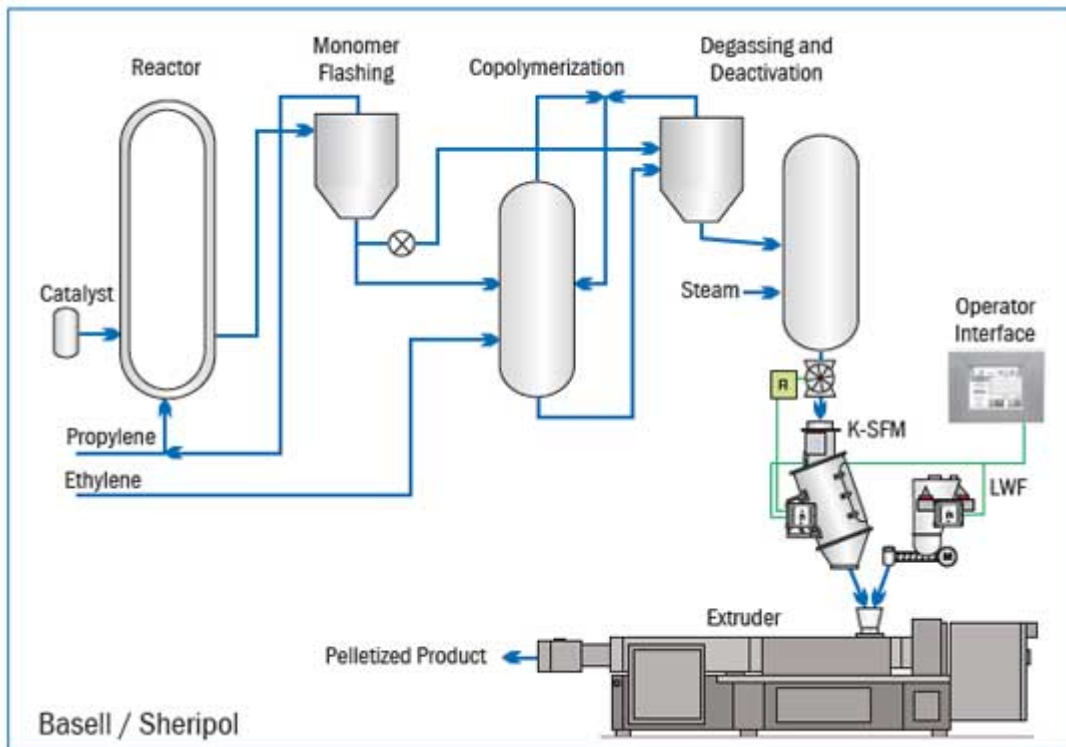 Reactor
Monomer
Flashing
Copolymerization
Degassing and
Deactivation
Catalyst
Steam
Operator
Interface
R
Propylene
K-SFM
Ethylene
LWF
M
Extruder
Pelletized Product
Basell / Sheripol